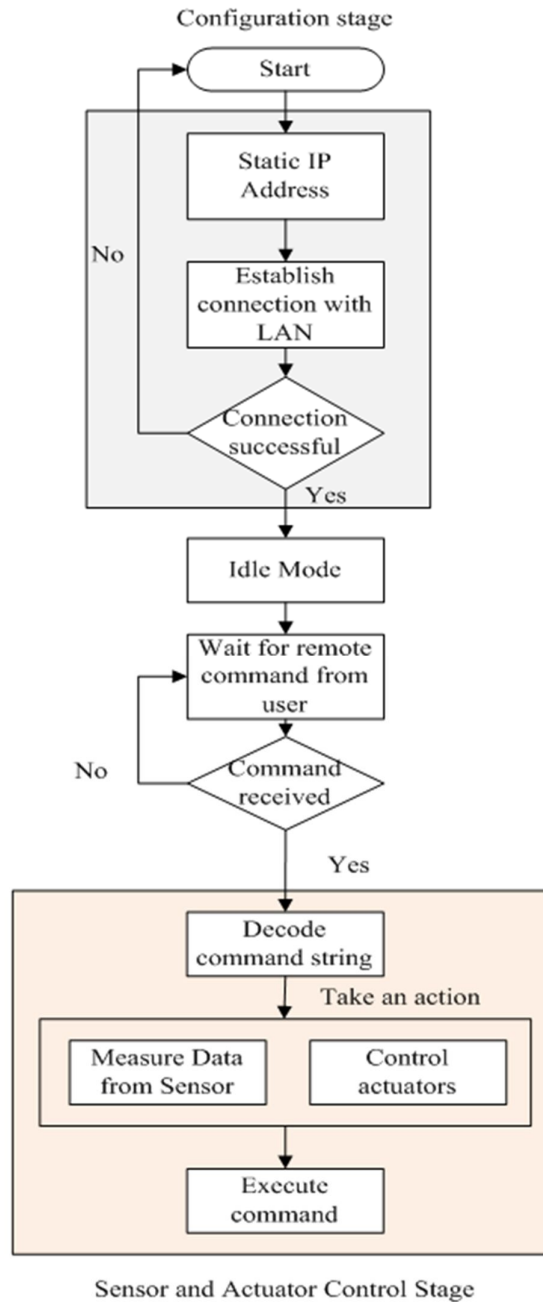 Configuration stage
Start
Static IP
Address
No
Establish
connection with
LAN
Connection
successful
Yes
Idle Mode
Wait for remote
command from
user
No
Command
received
Yes
Decode
command string
Take an action
Measure Data
from Sensor
Control
actuators
Execute
command
Sensor and Actuator Control Stage